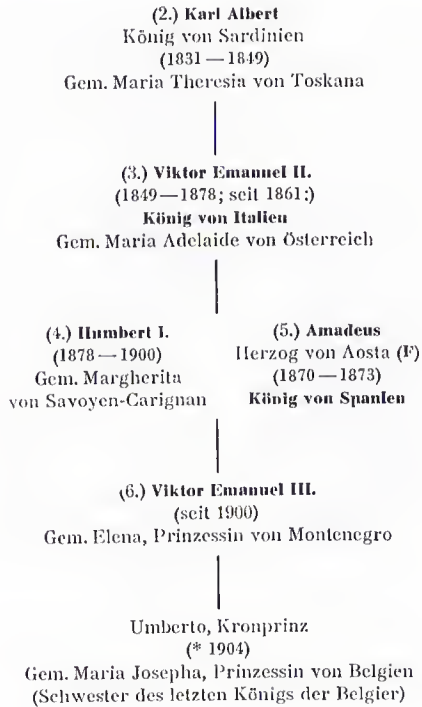 (2.) Karl Albert
König von Sardinien
(1831—1849)
Gem. Maria Theresia von Toskana
(3.) Viktor Emanuel II.
(1849—1878; seit 1861:)
König von Italien
Gem. Maria Adelaide von Österreich
(4.) Humbert I.
(1878—1900)
Gem. Margherita
von Savoyen-Carignan
(5.) Amadeus
Herzog von Aosta (F)
(1870—1873)
König von Spanien
(6.) Viktor Emanuel III.
(seit 1900)
Gem. Elena, Prinzessin von Montenegro
Umberto, Kronprinz
(* 1904)
Gem. Maria Josepha, Prinzessin von Belgien
(Schwester des letzten Königs der Belgier)